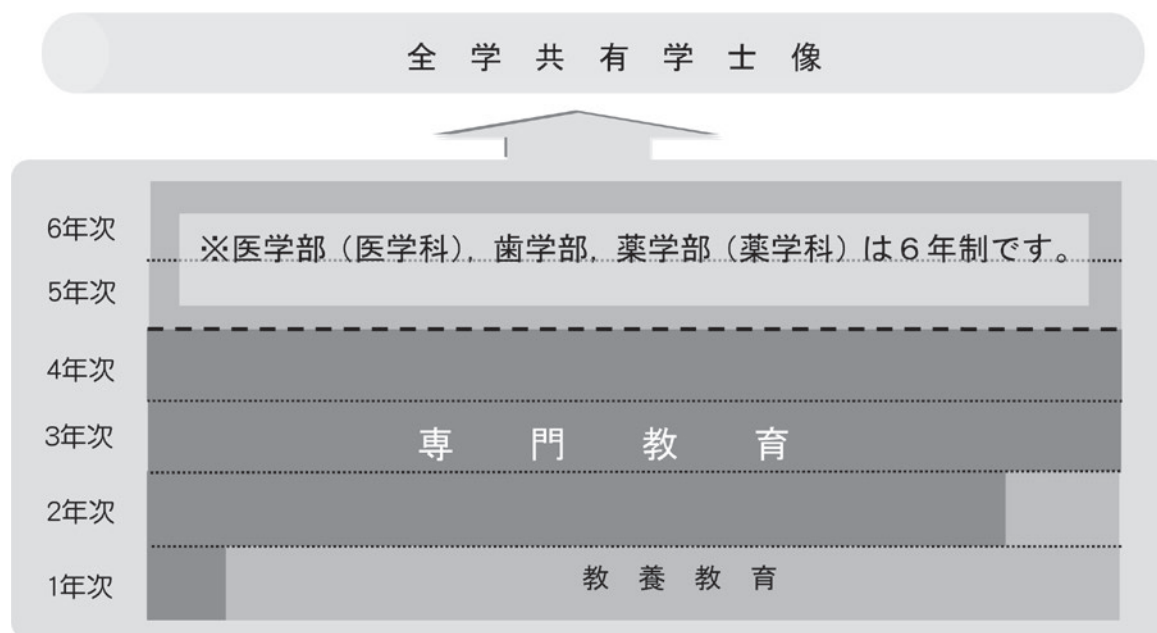 全学共有学士像
6年次
※医学部（医学科），歯学部，薬学部（薬学科）は６年制です。
5年次
4年次
3年次
専門教育
2年次
1年次
教養教育